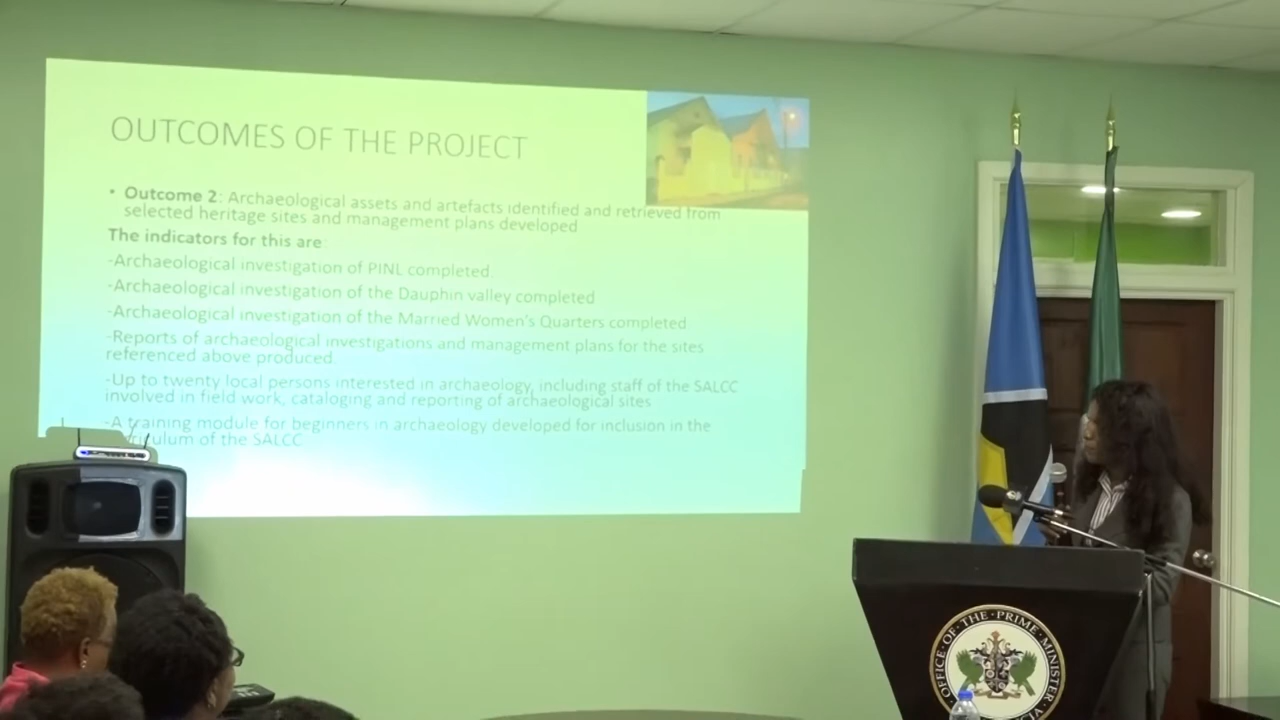 OUTCOMES OF THE PROJECT
• Outcome 2: Archaeological assets and artefacts identified and retrieved from
selected heritage sites and management plans developed
The indicators for this are
-Archaeological investigation of PINL completed.
-Archaeological investigation of the Dauphin valley completed
-Archaeological investigation of the Married Women's Quarters completed
-Reports of archaeological investigations and management plans for the sites
referenced above produced.
-Up to twenty local persons interested in archaeology, including staff of the SALCC
involved in field work, cataloging and reporting of archaeological sites
-A training module for beginners in archaeology developed for inclusion in the
of the SALCC
OFFICE OF THE PRIME MINISTER